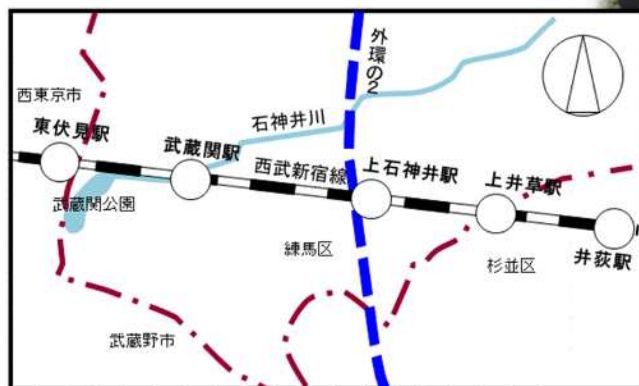 外環の2
西東京市
東伏見駅
武蔵関駅
石神井川
西武新宿線
上石神井駅
上井草駅
武蔵関公園
練馬区
杉並区
井荻駅
武蔵野市